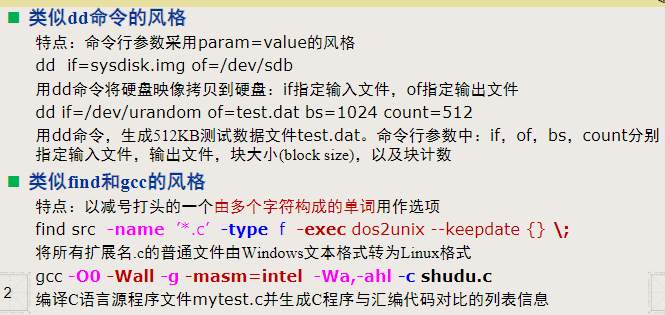 类似dd命令的风格
特点：命令行参数采用param=value的风格
dd if=sysdisk.img of=/dev/sdb
用dd命令将硬盘映像拷贝到硬盘：if指定输入文件，of指定输出文件
dd if=/dev/urandom of=test.dat bs=1024 count=512
用dd命令，生成512KB测试数据文件test.dat。命令行参数中：if，of，bs，count分别
指定输入文件，输出文件，块大小(block size)，以及块计数
类似find和gcc的风格
特点：以减号打头的一个由多个字符构成的单词用作选项
find src -name ‘*.c’ -type f -exec dos2unix --keepdate {} \;
将所有扩展名.c的普通文件由Windows文本格式转为Linux格式
gcc -O0 -Wall -g -masm=intel -Wa,-ahl -c shudu.c
2
编译C语言源程序文件mytest.c并生成C程序与汇编代码对比的列表信息